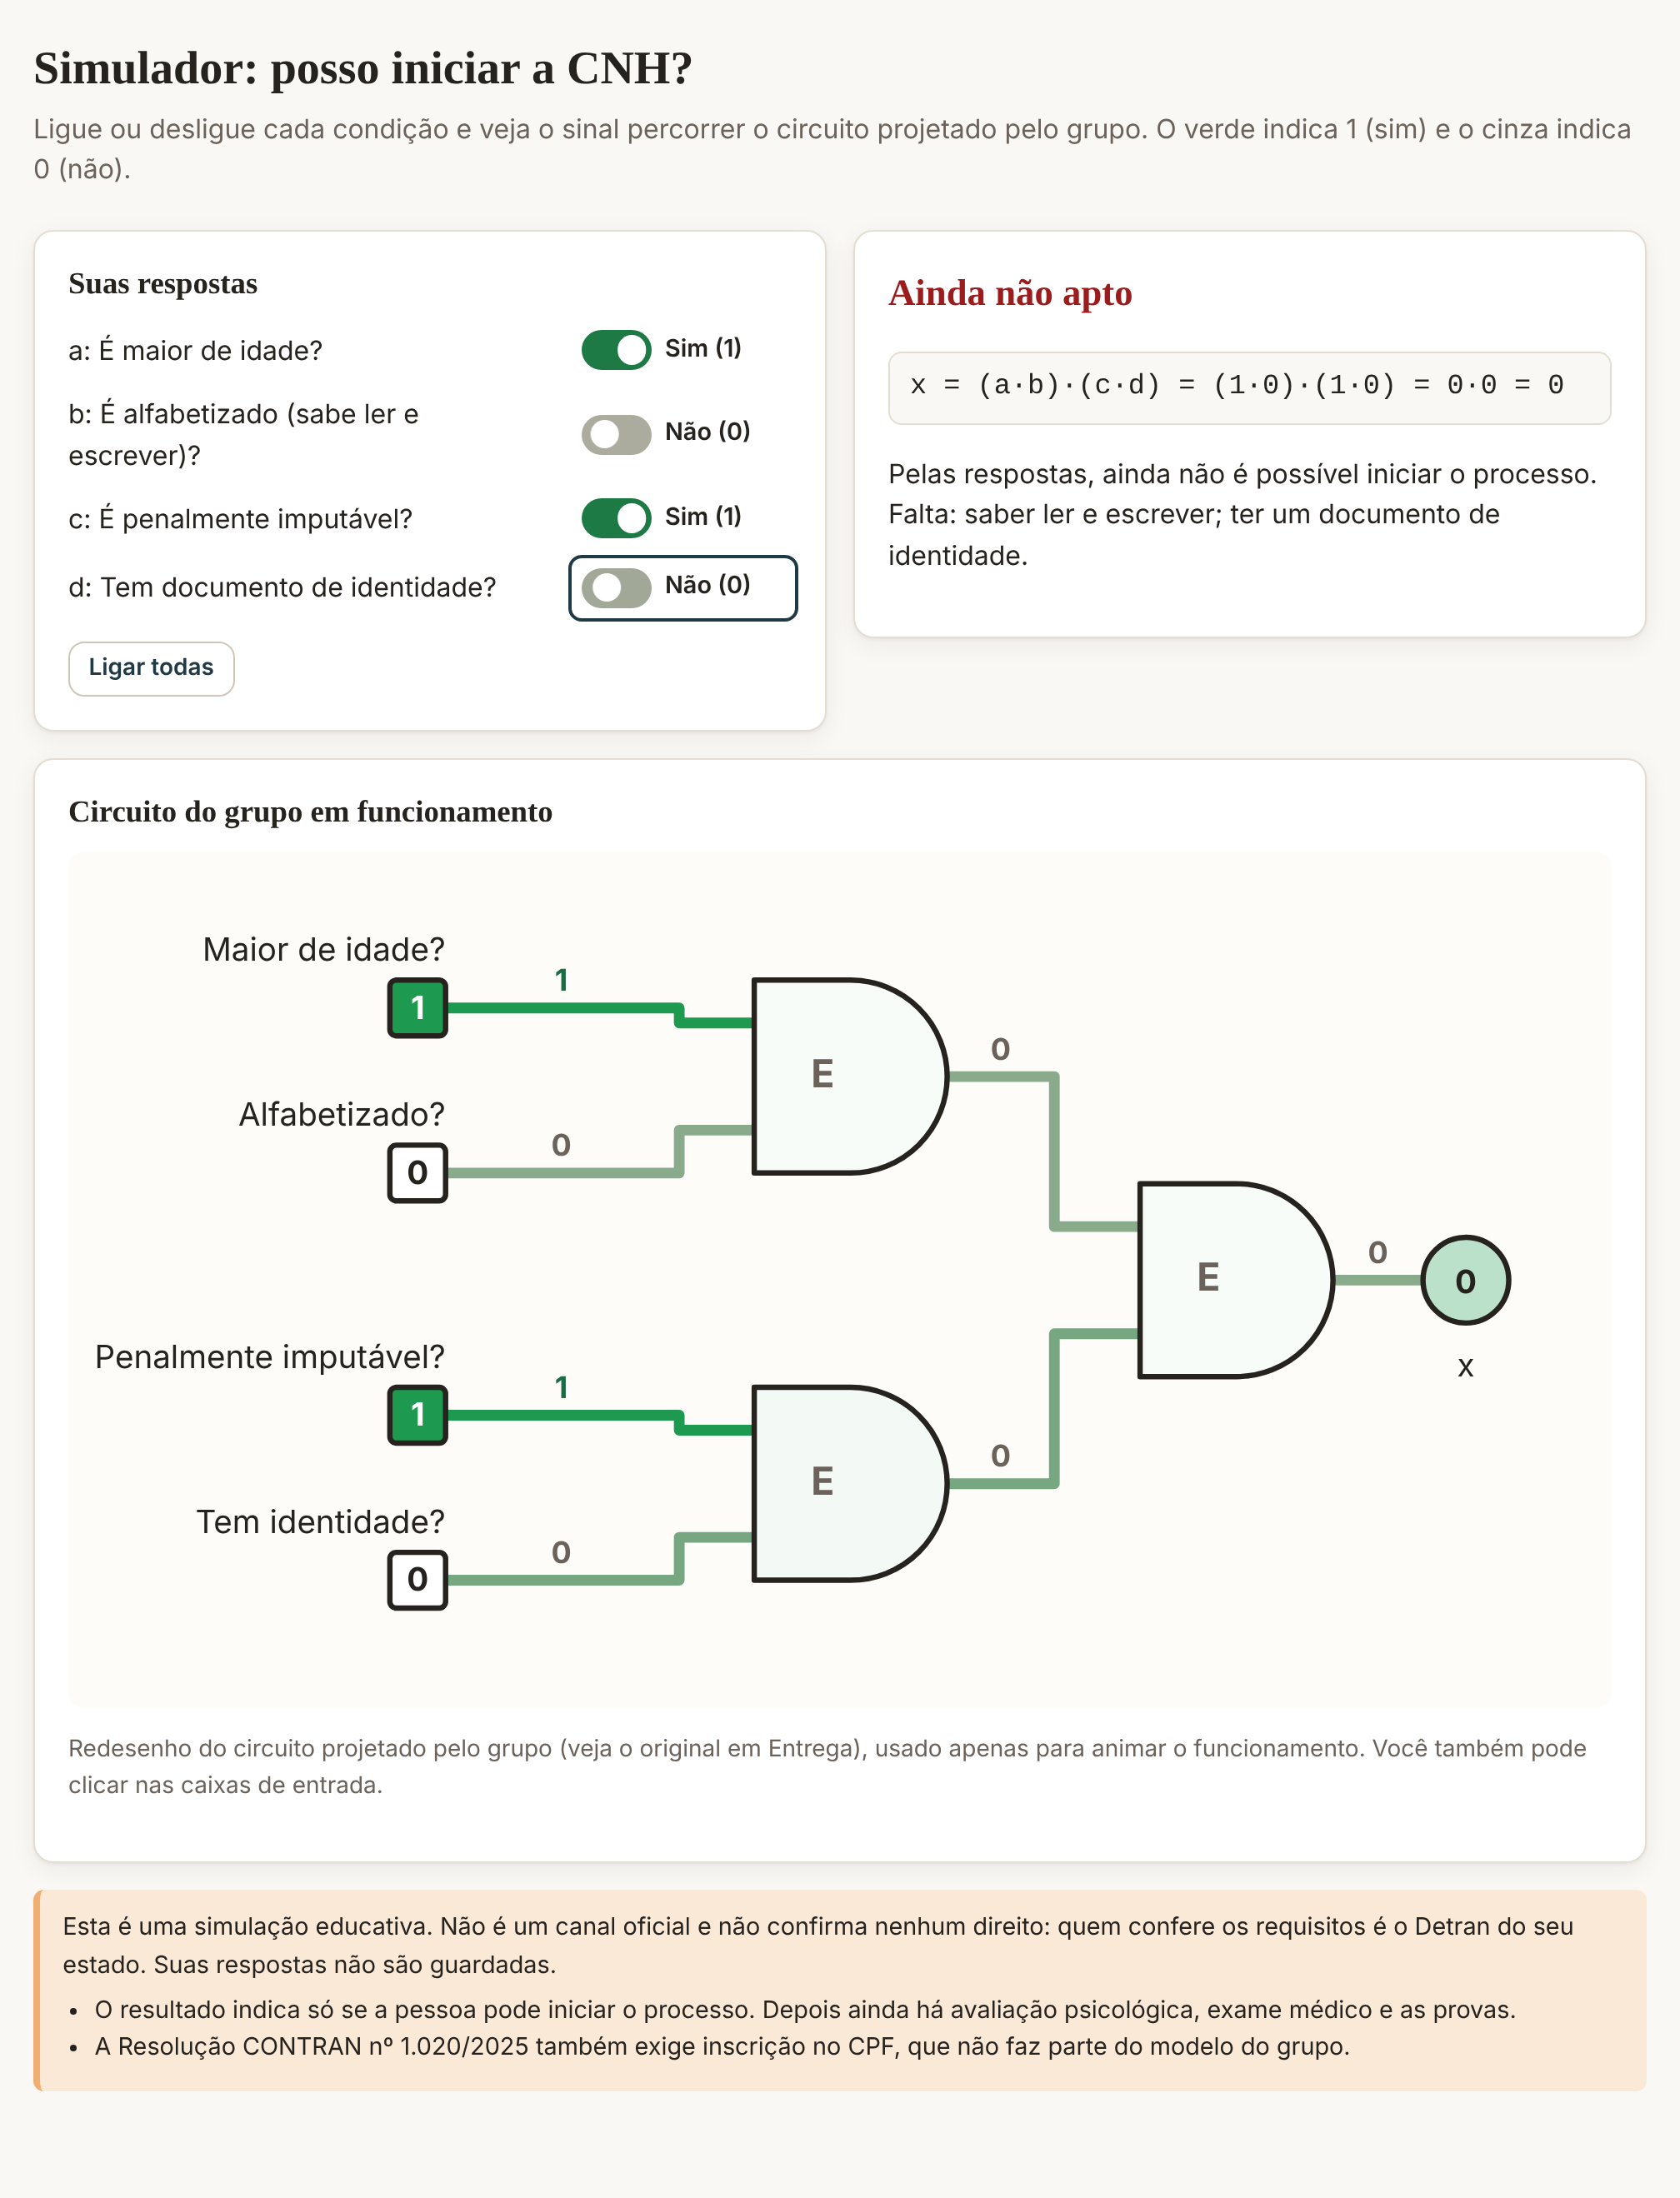 Simulador: posso iniciar a CNH?
Ligue ou desligue cada condição e veja o sinal percorrer o circuito projetado pelo grupo. O verde indica 1 (sim) e o cinza indica
0 (não).
Suas respostas
a: É maior de idade?
Sim (1)
b: É alfabetizado (sabe ler e
escrever)?
Não (0)
c: É penalmente imputável?
Sim (1)
d: Tem documento de identidade?
Não (0)
Ligar todas
Ainda não apto
x = (a·b)·(c·d) = (1·0)·(1·0) = 0·0 = 0
Pelas respostas, ainda não é possível iniciar o processo.
Falta: saber ler e escrever; ter um documento de
identidade.
Circuito do grupo em funcionamento
Maior de idade?
1
1
E
0
Alfabetizado?
0
0
E
0
0
x
Penalmente imputável?
1
1
E
0
Tem identidade?
0
0
Redesenho do circuito projetado pelo grupo (veja o original em Entrega), usado apenas para animar o funcionamento. Você também pode
clicar nas caixas de entrada.
Esta é uma simulação educativa. Não é um canal oficial e não confirma nenhum direito: quem confere os requisitos é o Detran do seu
estado. Suas respostas não são guardadas.
• O resultado indica só se a pessoa pode iniciar o processo. Depois ainda há avaliação psicológica, exame médico e as provas.
• A Resolução CONTRAN nº 1.020/2025 também exige inscrição no CPF, que não faz parte do modelo do grupo.